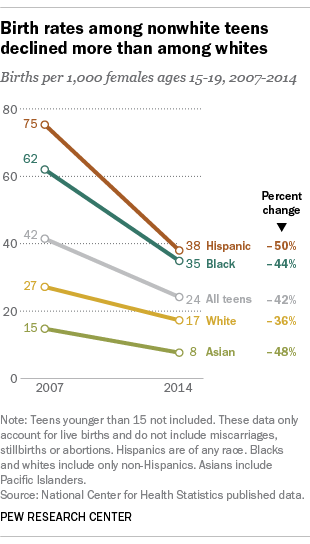 Birth rates among nonwhite teens
declined more than among whites
Births per 1,000 females ages 15-19, 2007-2014
80
75
62
60
Percent
change
▼
42
40
38 Hispanic –50%
35 Black –44%
27
24 All teens –42%
20
17 White –36%
15
8 Asian –48%
0
2007 2014
Note: Teens younger than 15 not included. These data only
account for live births and do not include miscarriages,
stillbirths or abortions. Hispanics are of any race. Blacks
and whites include only non-Hispanics. Asians include
Pacific Islanders.
Source: National Center for Health Statistics published data.
PEW RESEARCH CENTER